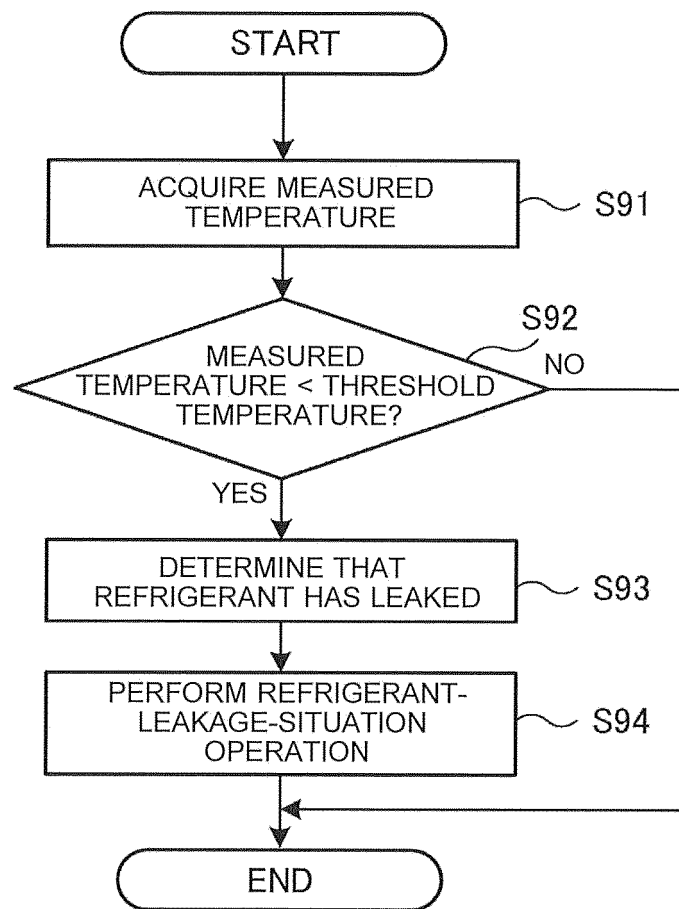 START
ACQUIRE MEASURED
TEMPERATURE
S91
S92
MEASURED
TEMPERATURE < THRESHOLD
TEMPERATURE?
NO
YES
DETERMINE THAT
REFRIGERANT HAS LEAKED
S93
PERFORM REFRIGERANT-
LEAKAGE-SITUATION
OPERATION
S94
END